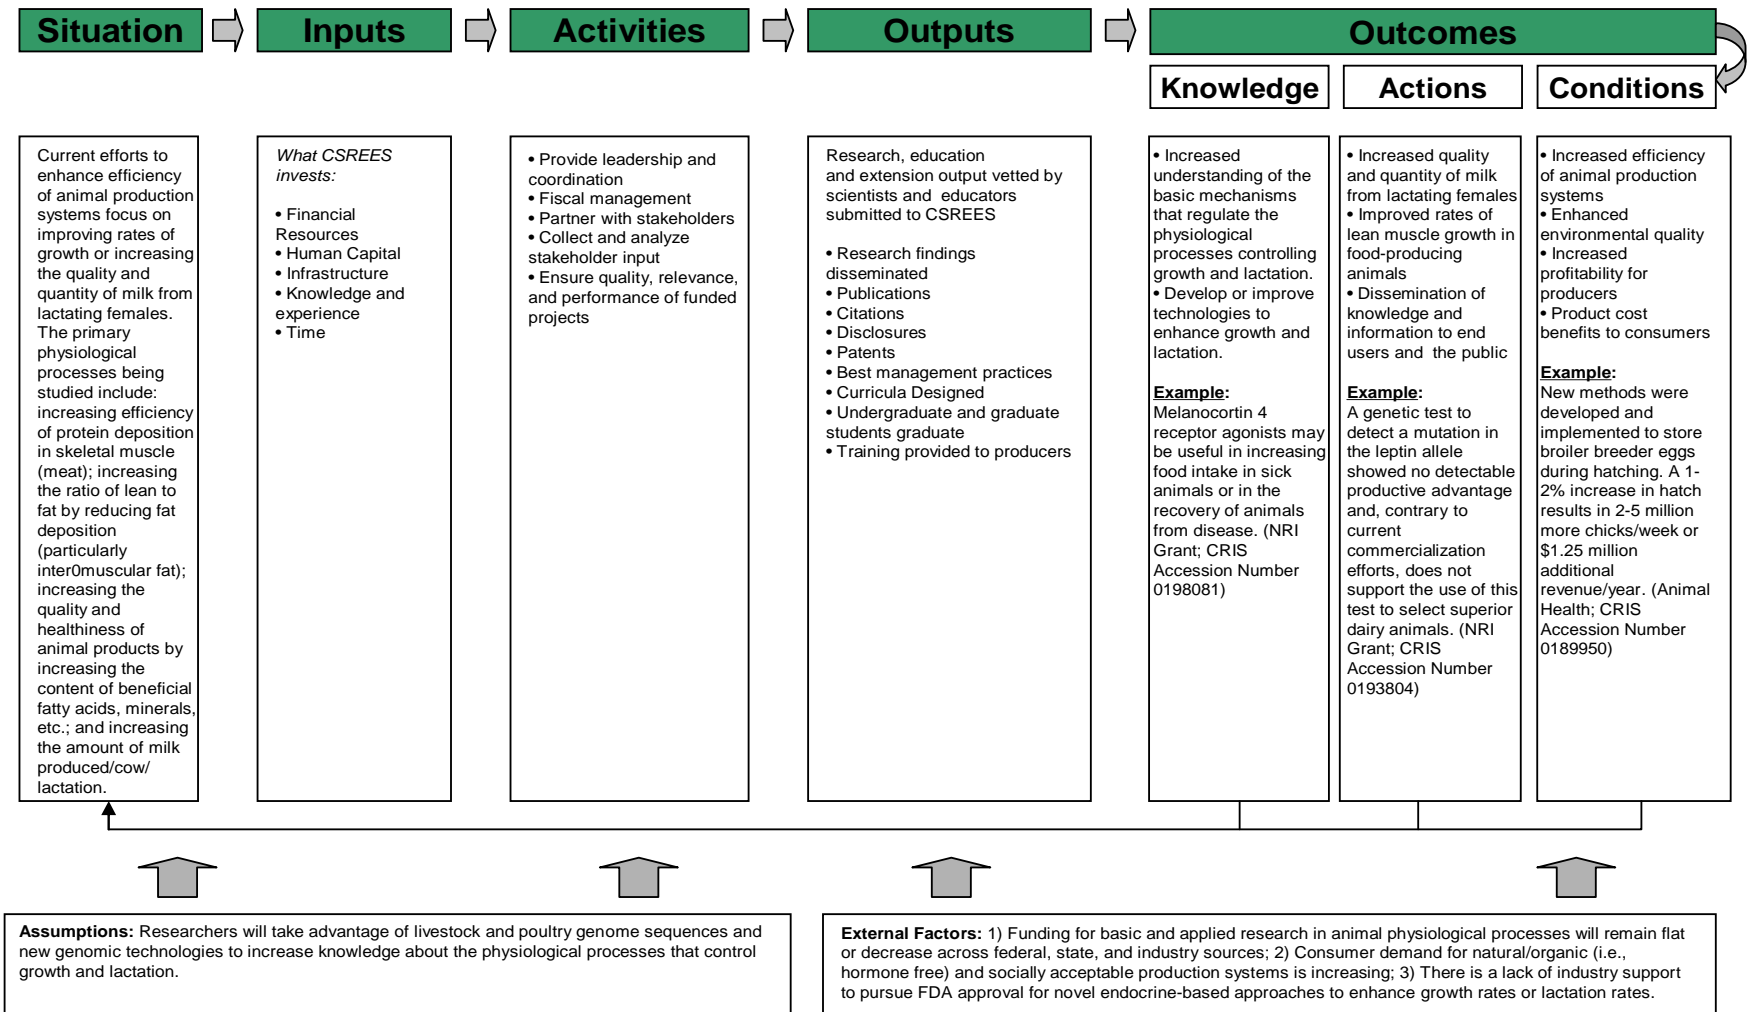 Situation
Inputs
Activities
Outputs
Outcomes
Knowledge
Actions
Conditions
Current efforts to
enhance efficiency
of animal production
systems focus on
improving rates of
growth or increasing
the quality and
quantity of milk from
lactating females.
The primary
physiological
processes being
studied include:
increasing efficiency
of protein deposition
in skeletal muscle
(meat); increasing
the ratio of lean to
fat by reducing fat
deposition
(particularly
inter0muscular fat);
increasing the
quality and
healthiness of
animal products by
increasing the
content of beneficial
fatty acids, minerals,
etc.; and increasing
the amount of milk
produced/cow/
lactation.
What CSREES
invests:
• Financial
Resources
• Human Capital
• Infrastructure
• Knowledge and
experience
• Time
• Provide leadership and
coordination
• Fiscal management
• Partner with stakeholders
• Collect and analyze
stakeholder input
• Ensure quality, relevance,
and performance of funded
projects
Research, education
and extension output vetted by
scientists and educators
submitted to CSREES
• Research findings
disseminated
• Publications
• Citations
• Disclosures
• Patents
• Best management practices
• Curricula Designed
• Undergraduate and graduate
students graduate
• Training provided to producers
• Increased
understanding of the
basic mechanisms
that regulate the
physiological
processes controlling
growth and lactation.
• Develop or improve
technologies to
enhance growth and
lactation.
Example:
Melanocortin 4
receptor agonists may
be useful in increasing
food intake in sick
animals or in the
recovery of animals
from disease. (NRI
Grant; CRIS
Accession Number
0198081)
• Increased quality
and quantity of milk
from lactating females
• Improved rates of
lean muscle growth in
food-producing
animals
• Dissemination of
knowledge and
information to end
users and the public
Example:
A genetic test to
detect a mutation in
the leptin allele
showed no detectable
productive advantage
and, contrary to
current
commercialization
efforts, does not
support the use of this
test to select superior
dairy animals. (NRI
Grant; CRIS
Accession Number
0193804)
• Increased efficiency
of animal production
systems
• Enhanced
environmental quality
• Increased
profitability for
producers
• Product cost
benefits to consumers
Example:
New methods were
developed and
implemented to store
broiler breeder eggs
during hatching. A 1-
2% increase in hatch
results in 2-5 million
more chicks/week or
$1.25 million
additional
revenue/year. (Animal
Health; CRIS
Accession Number
0189950)
Assumptions: Researchers will take advantage of livestock and poultry genome sequences and
new genomic technologies to increase knowledge about the physiological processes that control
growth and lactation.
External Factors: 1) Funding for basic and applied research in animal physiological processes will remain flat
or decrease across federal, state, and industry sources; 2) Consumer demand for natural/organic (i.e.,
hormone free) and socially acceptable production systems is increasing; 3) There is a lack of industry support
to pursue FDA approval for novel endocrine-based approaches to enhance growth rates or lactation rates.